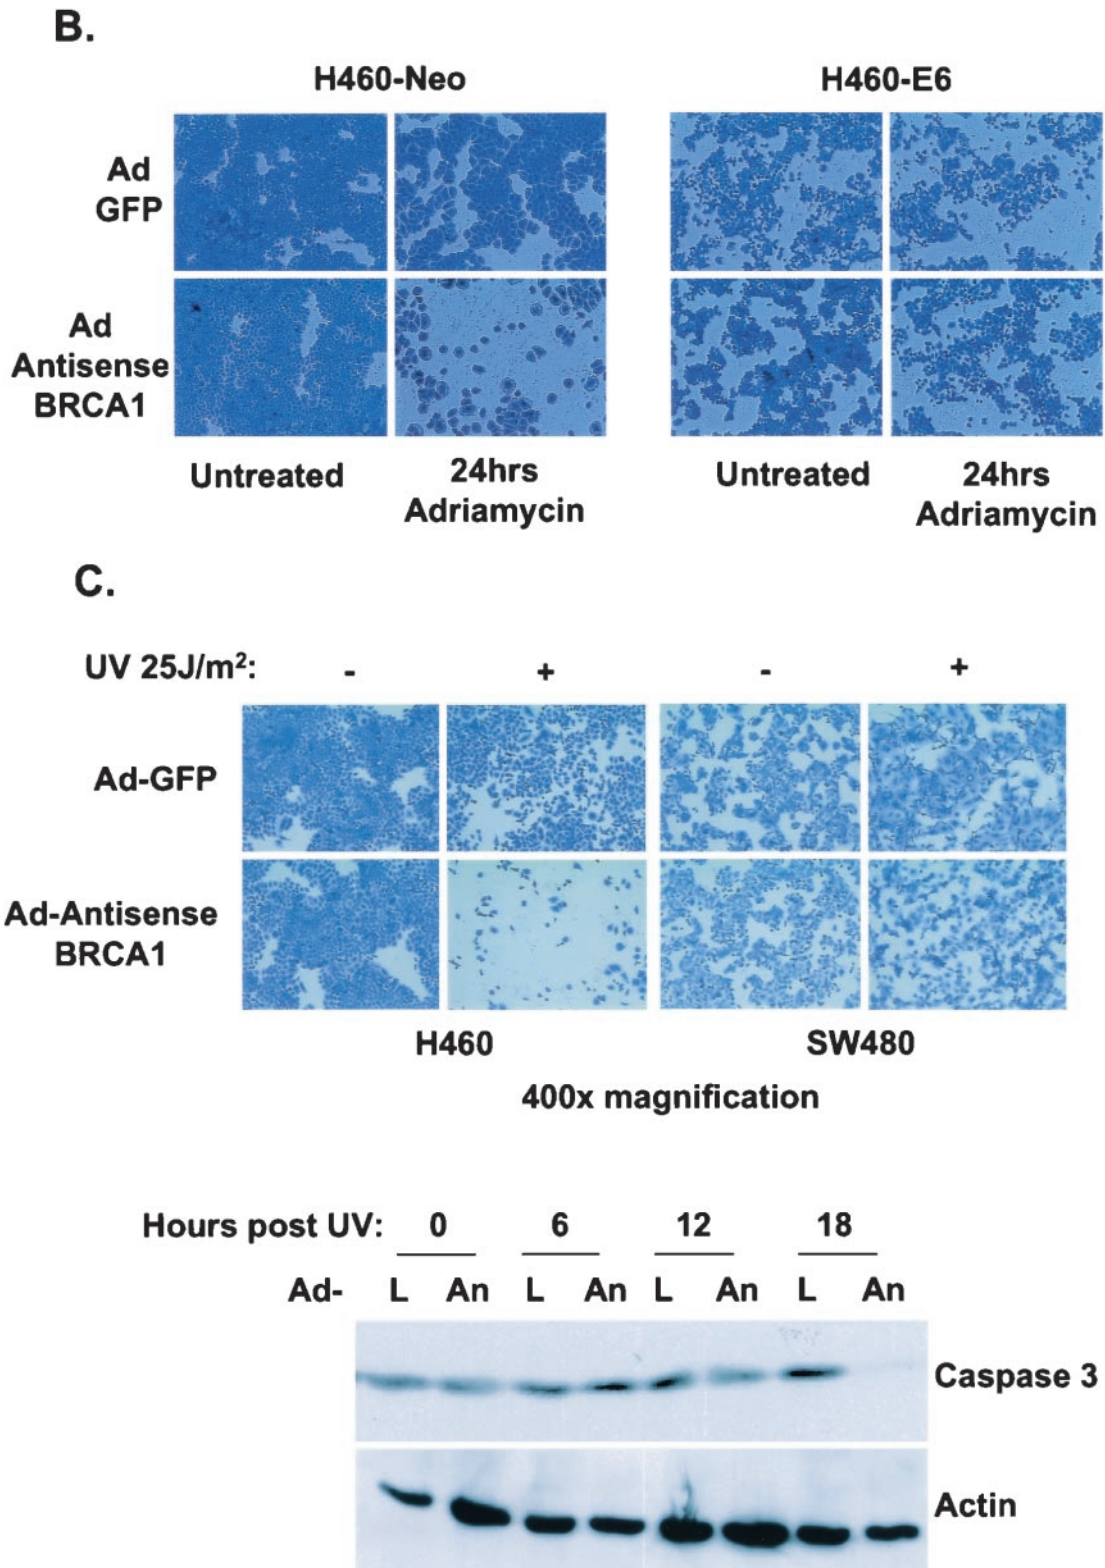 B.
H460-Neo H460-E6
Ad
GFP
Ad
Antisense
BRCA1
Untreated 24hrs Adriamycin Untreated 24hrs Adriamycin
C.
UV 25J/m²: - + - +
Ad-GFP
Ad-Antisense
BRCA1
H460 SW480
400x magnification
Hours post UV: 0 6 12 18
Ad- L An L An L An L An
Caspase 3
Actin